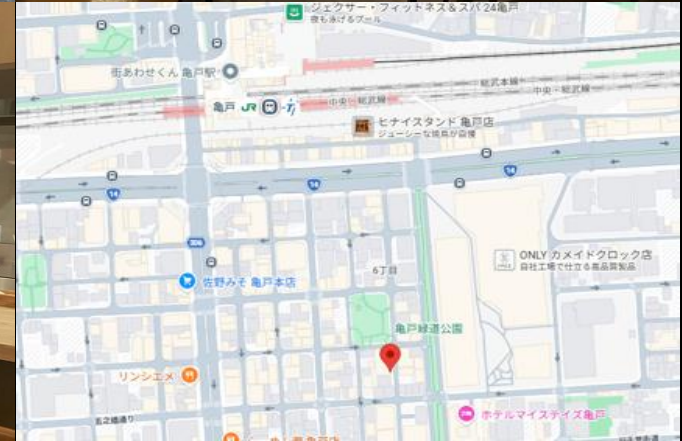 ジェクサー・フィットネス&スパ24亀戸
夜も泳げるプール
街あわせくん 亀戸駅
総武本線
中央・総武線
亀戸 JR
中央・総武線
ヒナイスタンド 亀戸店
ジューシーな焼鳥が自慢
14
14
14
306
ONLY カメイドクロック店
自社工場で仕立る高品質製品
6丁目
佐野みそ 亀戸本店
亀戸緑道公園
リンシエメ
ホテルマイステイズ亀戸
五之橋通り